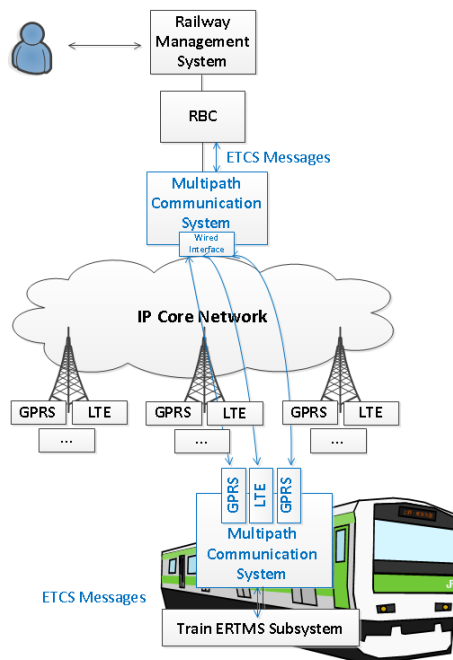 Railway
Management
System
RBC
ETCS Messages
Multipath
Communication
System
Wired
Interface
IP Core Network
GPRS
LTE
...
GPRS
LTE
...
GPRS
LTE
...
GPRS
LTE
GPRS
Multipath
Communication
System
ETCS Messages
Train ERTMS Subsystem